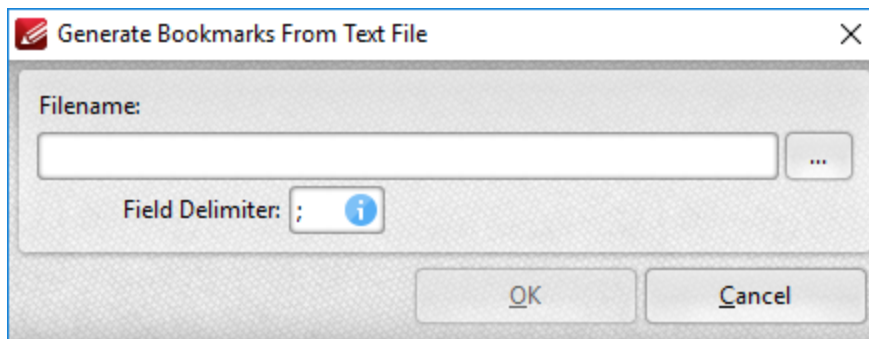 Generate Bookmarks From Text File
Filename:
...
Field Delimiter: ; i
OK Cancel